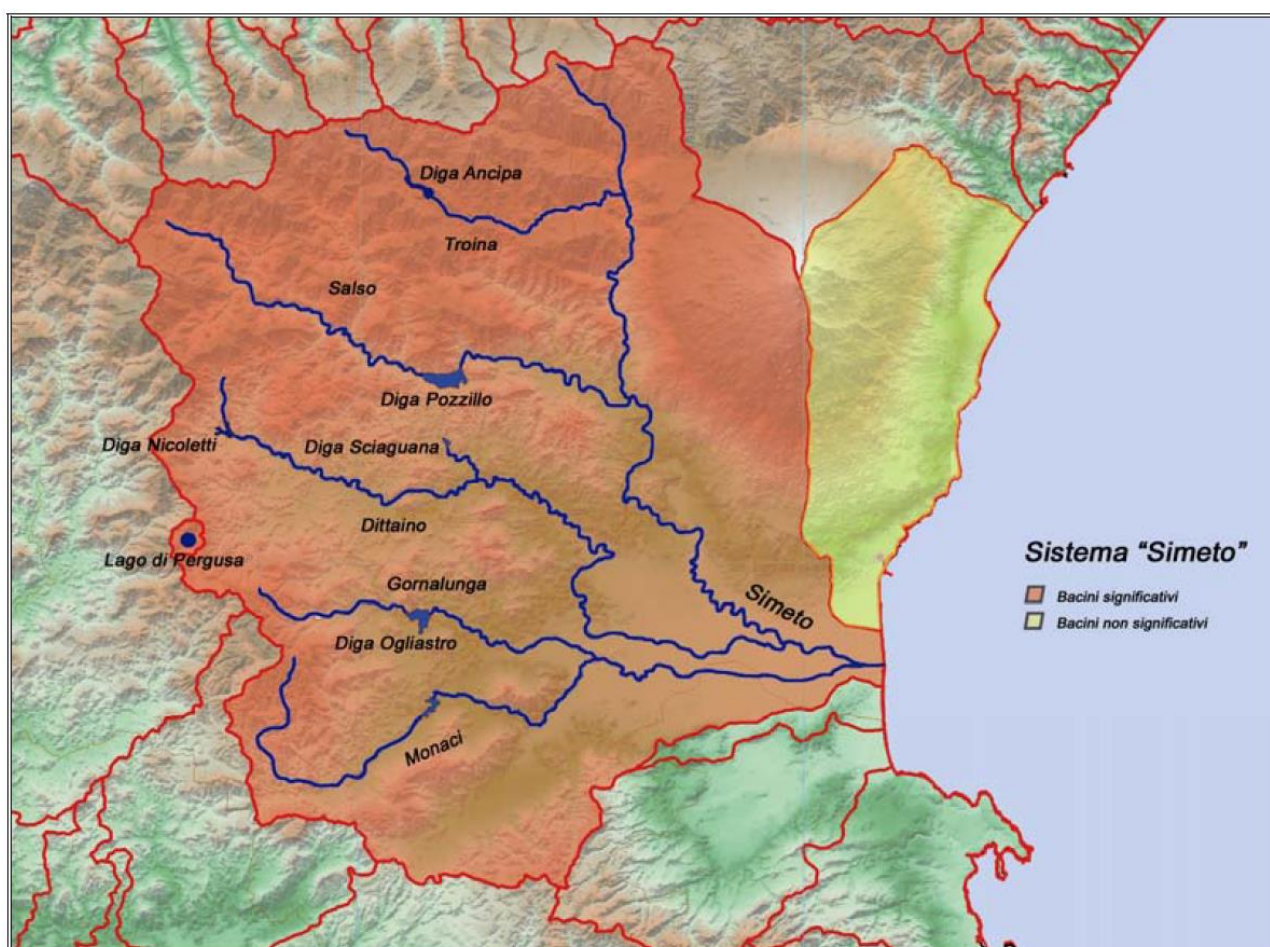 Diga Ancipa
Troina
Salso
Diga Pozzillo
Diga Nicoletti
Diga Sciaguana
Dittaino
Lago di Pergusa
Gornalunga
Simeto
Diga Ogliastro
Monaci
Sistema “Simeto”
Bacini significativi
Bacini non significativi